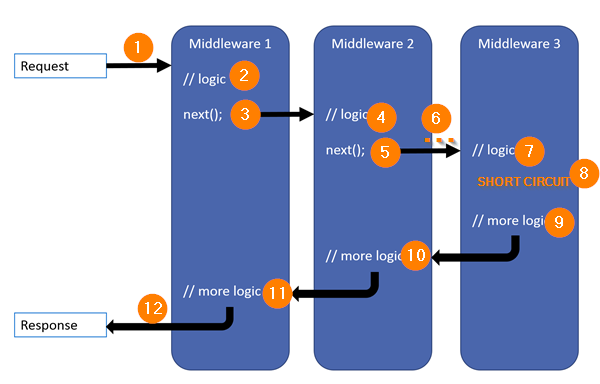 1
Middleware 1
Middleware 2
Middleware 3
Request
// logic 2
next(); 3
// logic 4
6
next(); 5
// logic 7
SHORT CIRCUIT 8
// more logic 9
// more logic 10
// more logic 11
12
Response